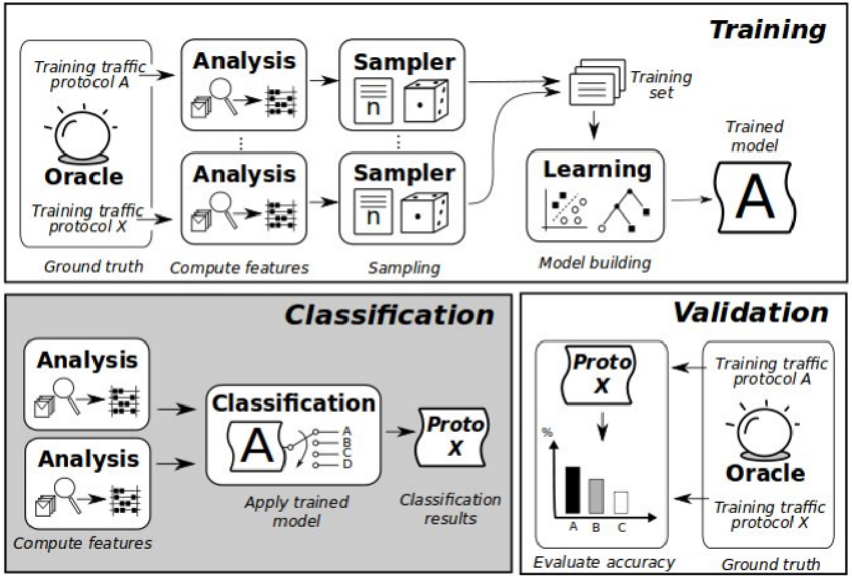 Training
Training traffic
protocol A
Oracle
Training traffic
protocol X
Ground truth
Analysis
Analysis
Compute features
Sampler
n
Sampler
n
Sampling
Training
set
Learning
Model building
Trained
model
A
Classification
Analysis
Analysis
Compute features
Classification
A
A
B
C
D
Apply trained
model
Proto
X
Classification
results
Validation
Proto
X
%
A B C
Evaluate accuracy
Training traffic
protocol A
Oracle
Training traffic
protocol X
Ground truth